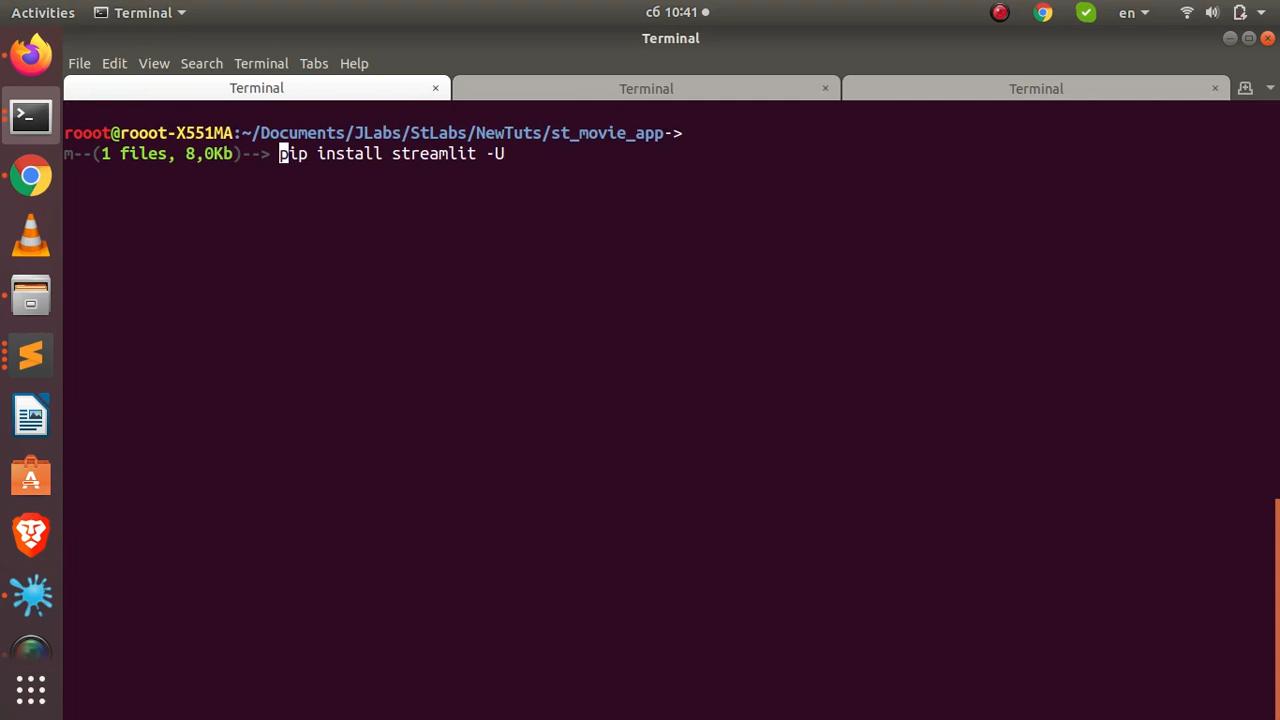 Activities Terminal сб 10:41 en
Terminal
File Edit View Search Terminal Tabs Help
Terminal × Terminal × Terminal ×
rooot@rooot-X551MA:~/Documents/JLabs/StLabs/NewTuts/st_movie_app->
m--(1 files, 8,0Kb)--> pip install streamlit -U